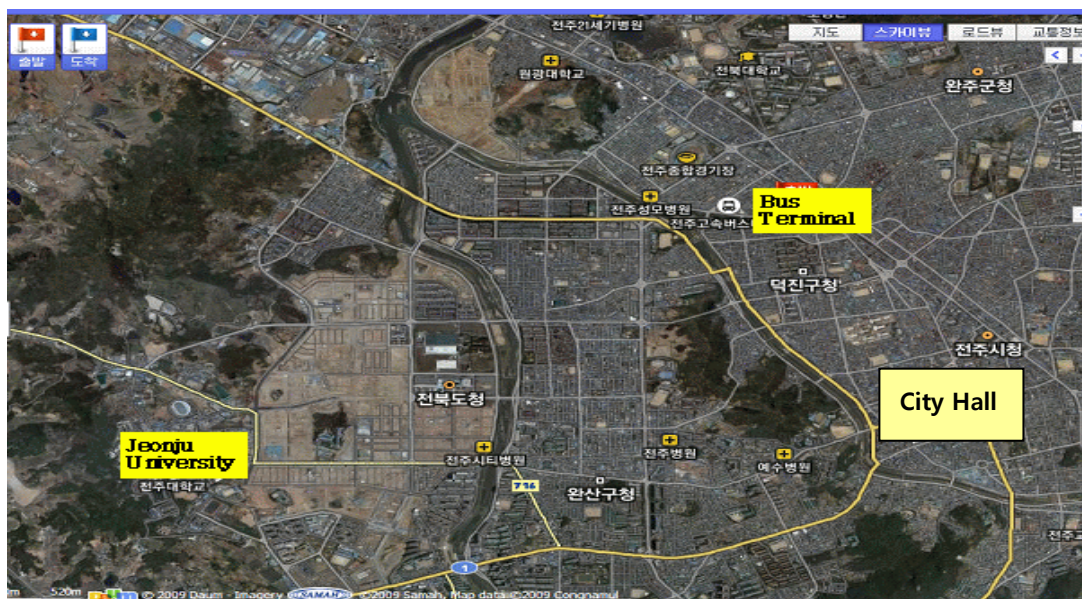 전주21세기병원
지도
스카이뷰
로드뷰
교통정보
출발
도착
원광대학교
전북대학교
완주군청
전주종합경기장
전주성모병원
전주고속버스터
Bus
Terminal
덕진구청
전주시청
City Hall
전북도청
Jeonju
University
전주대학교
전주시티병원
전주병원
예수병원
716
완산구청
1
520m
© 2009 Daum - Imagery SAMAH ©2009 Samah, Map data ©2009 Congnamul